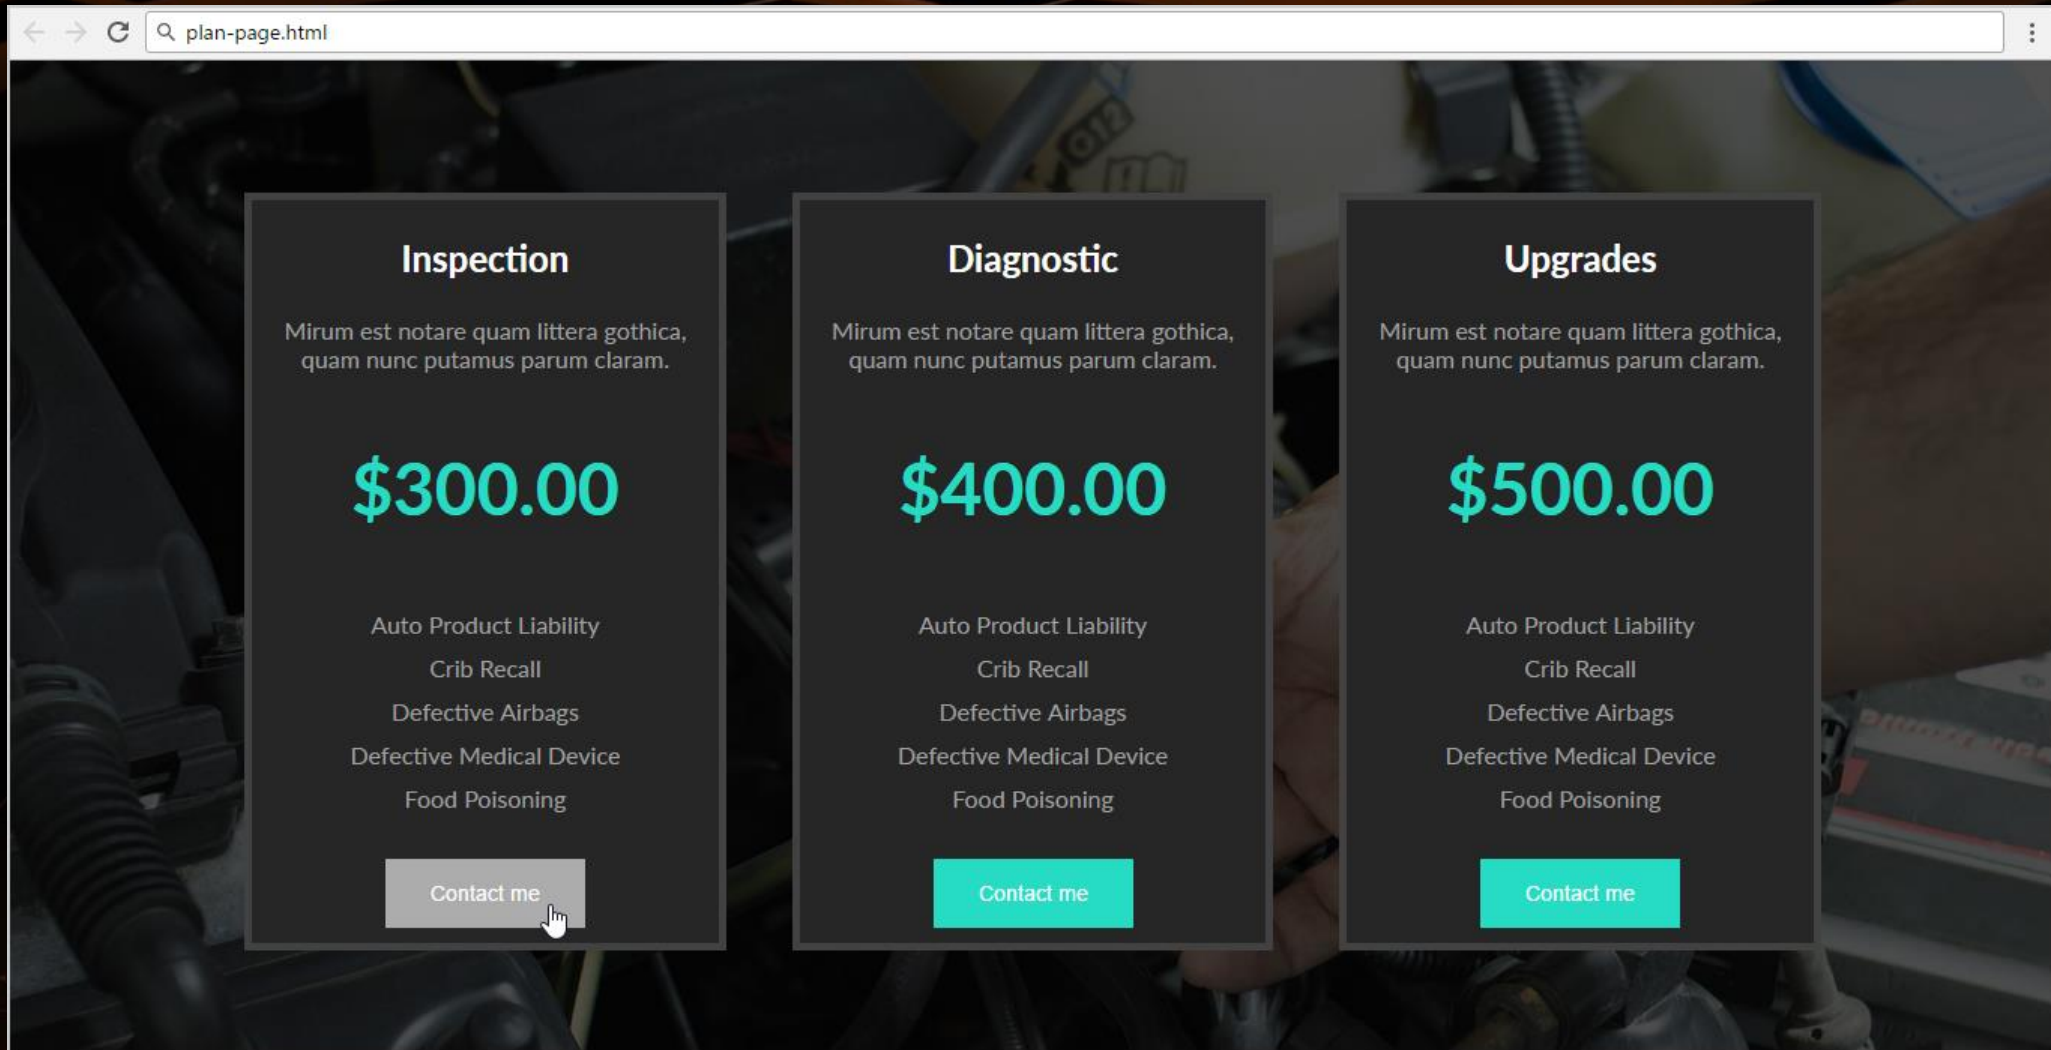 plan-page.html
Inspection
Mirum est notare quam littera gothica,
quam nunc putamus parum claram.
$300.00
Auto Product Liability
Crib Recall
Defective Airbags
Defective Medical Device
Food Poisoning
Contact me
Diagnostic
Mirum est notare quam littera gothica,
quam nunc putamus parum claram.
$400.00
Auto Product Liability
Crib Recall
Defective Airbags
Defective Medical Device
Food Poisoning
Contact me
Upgrades
Mirum est notare quam littera gothica,
quam nunc putamus parum claram.
$500.00
Auto Product Liability
Crib Recall
Defective Airbags
Defective Medical Device
Food Poisoning
Contact me